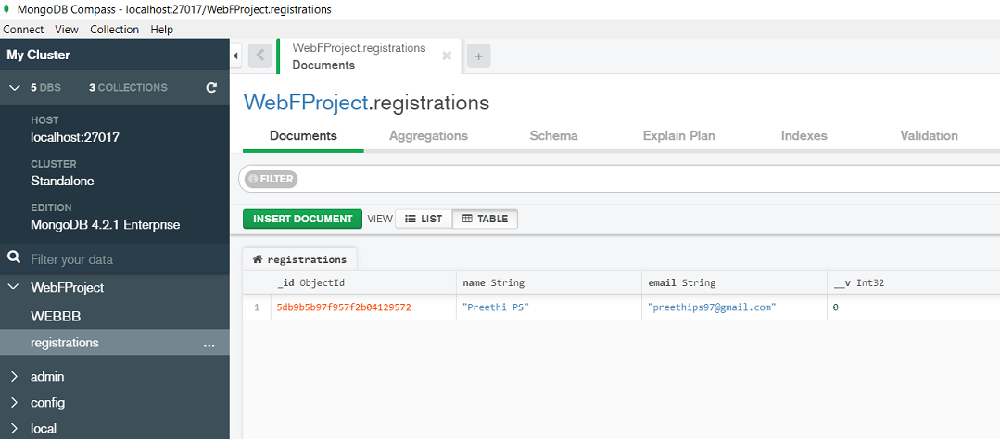 MongoDB Compass - localhost:27017/WebFProject.registrations
Connect View Collection Help
My Cluster
5 DBS 3 COLLECTIONS
HOST
localhost:27017
CLUSTER
Standalone
EDITION
MongoDB 4.2.1 Enterprise
Filter your data
WebFProject
WEBBB
registrations ...
admin
config
local
WebFProject.registrations
Documents
WebFProject.registrations
Documents Aggregations Schema Explain Plan Indexes Validation
FILTER
INSERT DOCUMENT VIEW LIST TABLE
registrations
_id ObjectId name String email String __v Int32
1 5db9b5b97f957f2b04129572 "Preethi PS" "preethips97@gmail.com" 0